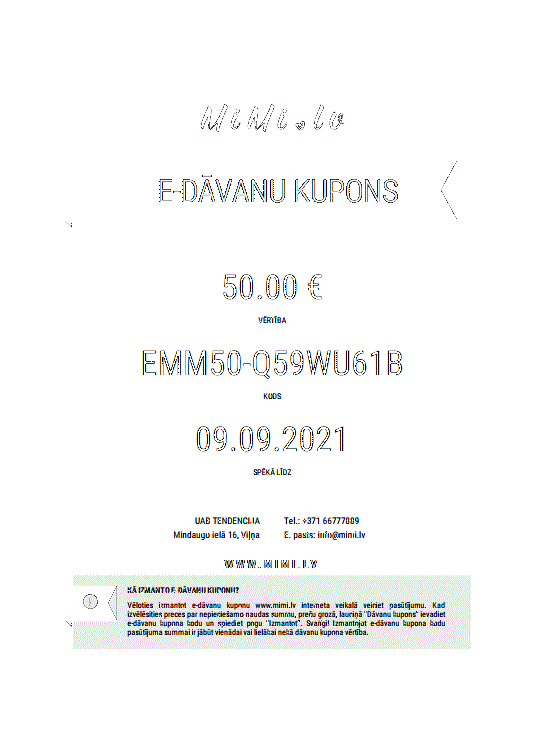 MiMi.lv
E-DĀVANU KUPONS
50.00 €
VĒRTĪBA
EMM50-Q59WU61B
KODS
09.09.2021
SPĒKĀ LĪDZ
UAB TENDENCIJA Tel.: +371 66777089
Mindaugo ielā 16, Viļņa E. pasts: info@mimi.lv
WWW.MIMI.LV
KĀ IZMANTOT E-DĀVANU KUPONU?
Vēloties izmantot e-dāvanu kuponu www.mimi.lv interneta veikalā veiciet pasūtījumu. Kad
izvēlēsities preces par nepieciešamo naudas summu, preču grozā, lauciņā "Dāvanu kupons" ievadiet
e-dāvanu kupona kodu un spiediet pogu "Izmantot". Svarīgi! Izmantojot e-dāvanu kupona kodu
pasūtījuma summai ir jābūt vienādai vai lielākai nekā dāvanu kupona vērtība.